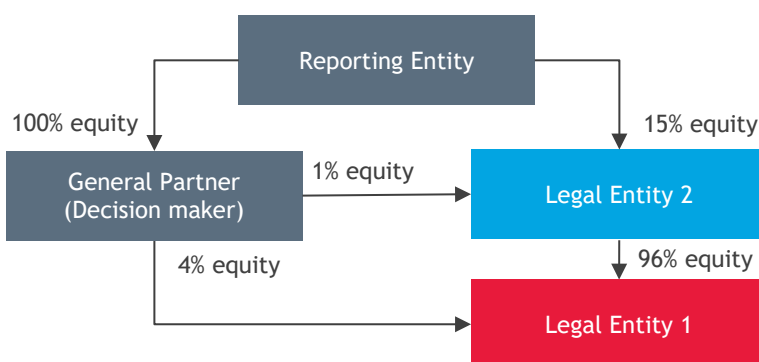 Reporting Entity
100% equity
15% equity
General Partner
(Decision maker)
1% equity
Legal Entity 2
4% equity
96% equity
Legal Entity 1